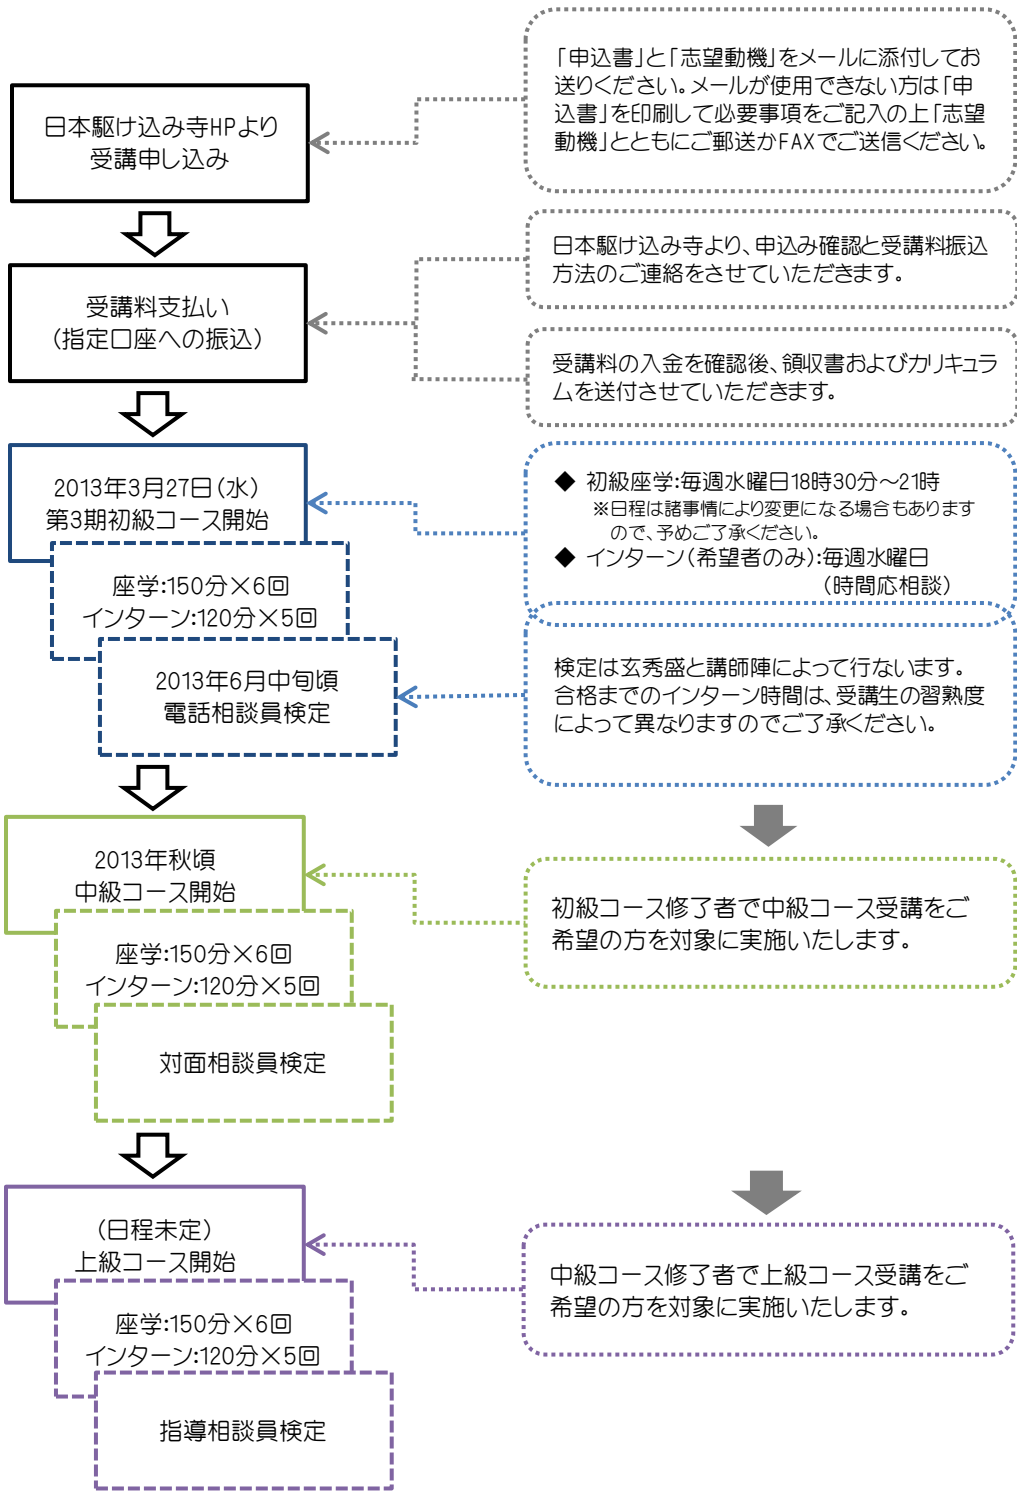 「申込書」と「志望動機」をメールに添付してお
送りください。メールが使用できない方は「申
込書」を印刷して必要事項をご記入の上「志望
動機」とともにご郵送かFAXでご送信ください。
日本駆け込み寺HPより
受講申し込み
日本駆け込み寺より、申込み確認と受講料振込
方法のご連絡をさせていただきます。
受講料支払い
(指定口座への振込)
受講料の入金を確認後、領収書およびカリキュラ
ムを送付させていただきます。
2013年3月27日(水)
第3期初級コース開始
◆ 初級座学:毎週水曜日18時30分～21時
※日程は諸事情により変更になる場合もあります
ので、予めご了承ください。
◆ インターン(希望者のみ):毎週水曜日
(時間応相談)
座学:150分×6回
インターン:120分×5回
2013年6月中旬頃
電話相談員検定
検定は玄秀盛と講師陣によって行ないます。
合格までのインターン時間は、受講生の習熟度
によって異なりますのでご了承ください。
2013年秋頃
中級コース開始
初級コース修了者で中級コース受講をご
希望の方を対象に実施いたします。
座学:150分×6回
インターン:120分×5回
対面相談員検定
(日程未定)
上級コース開始
中級コース修了者で上級コース受講をご
希望の方を対象に実施いたします。
座学:150分×6回
インターン:120分×5回
指導相談員検定